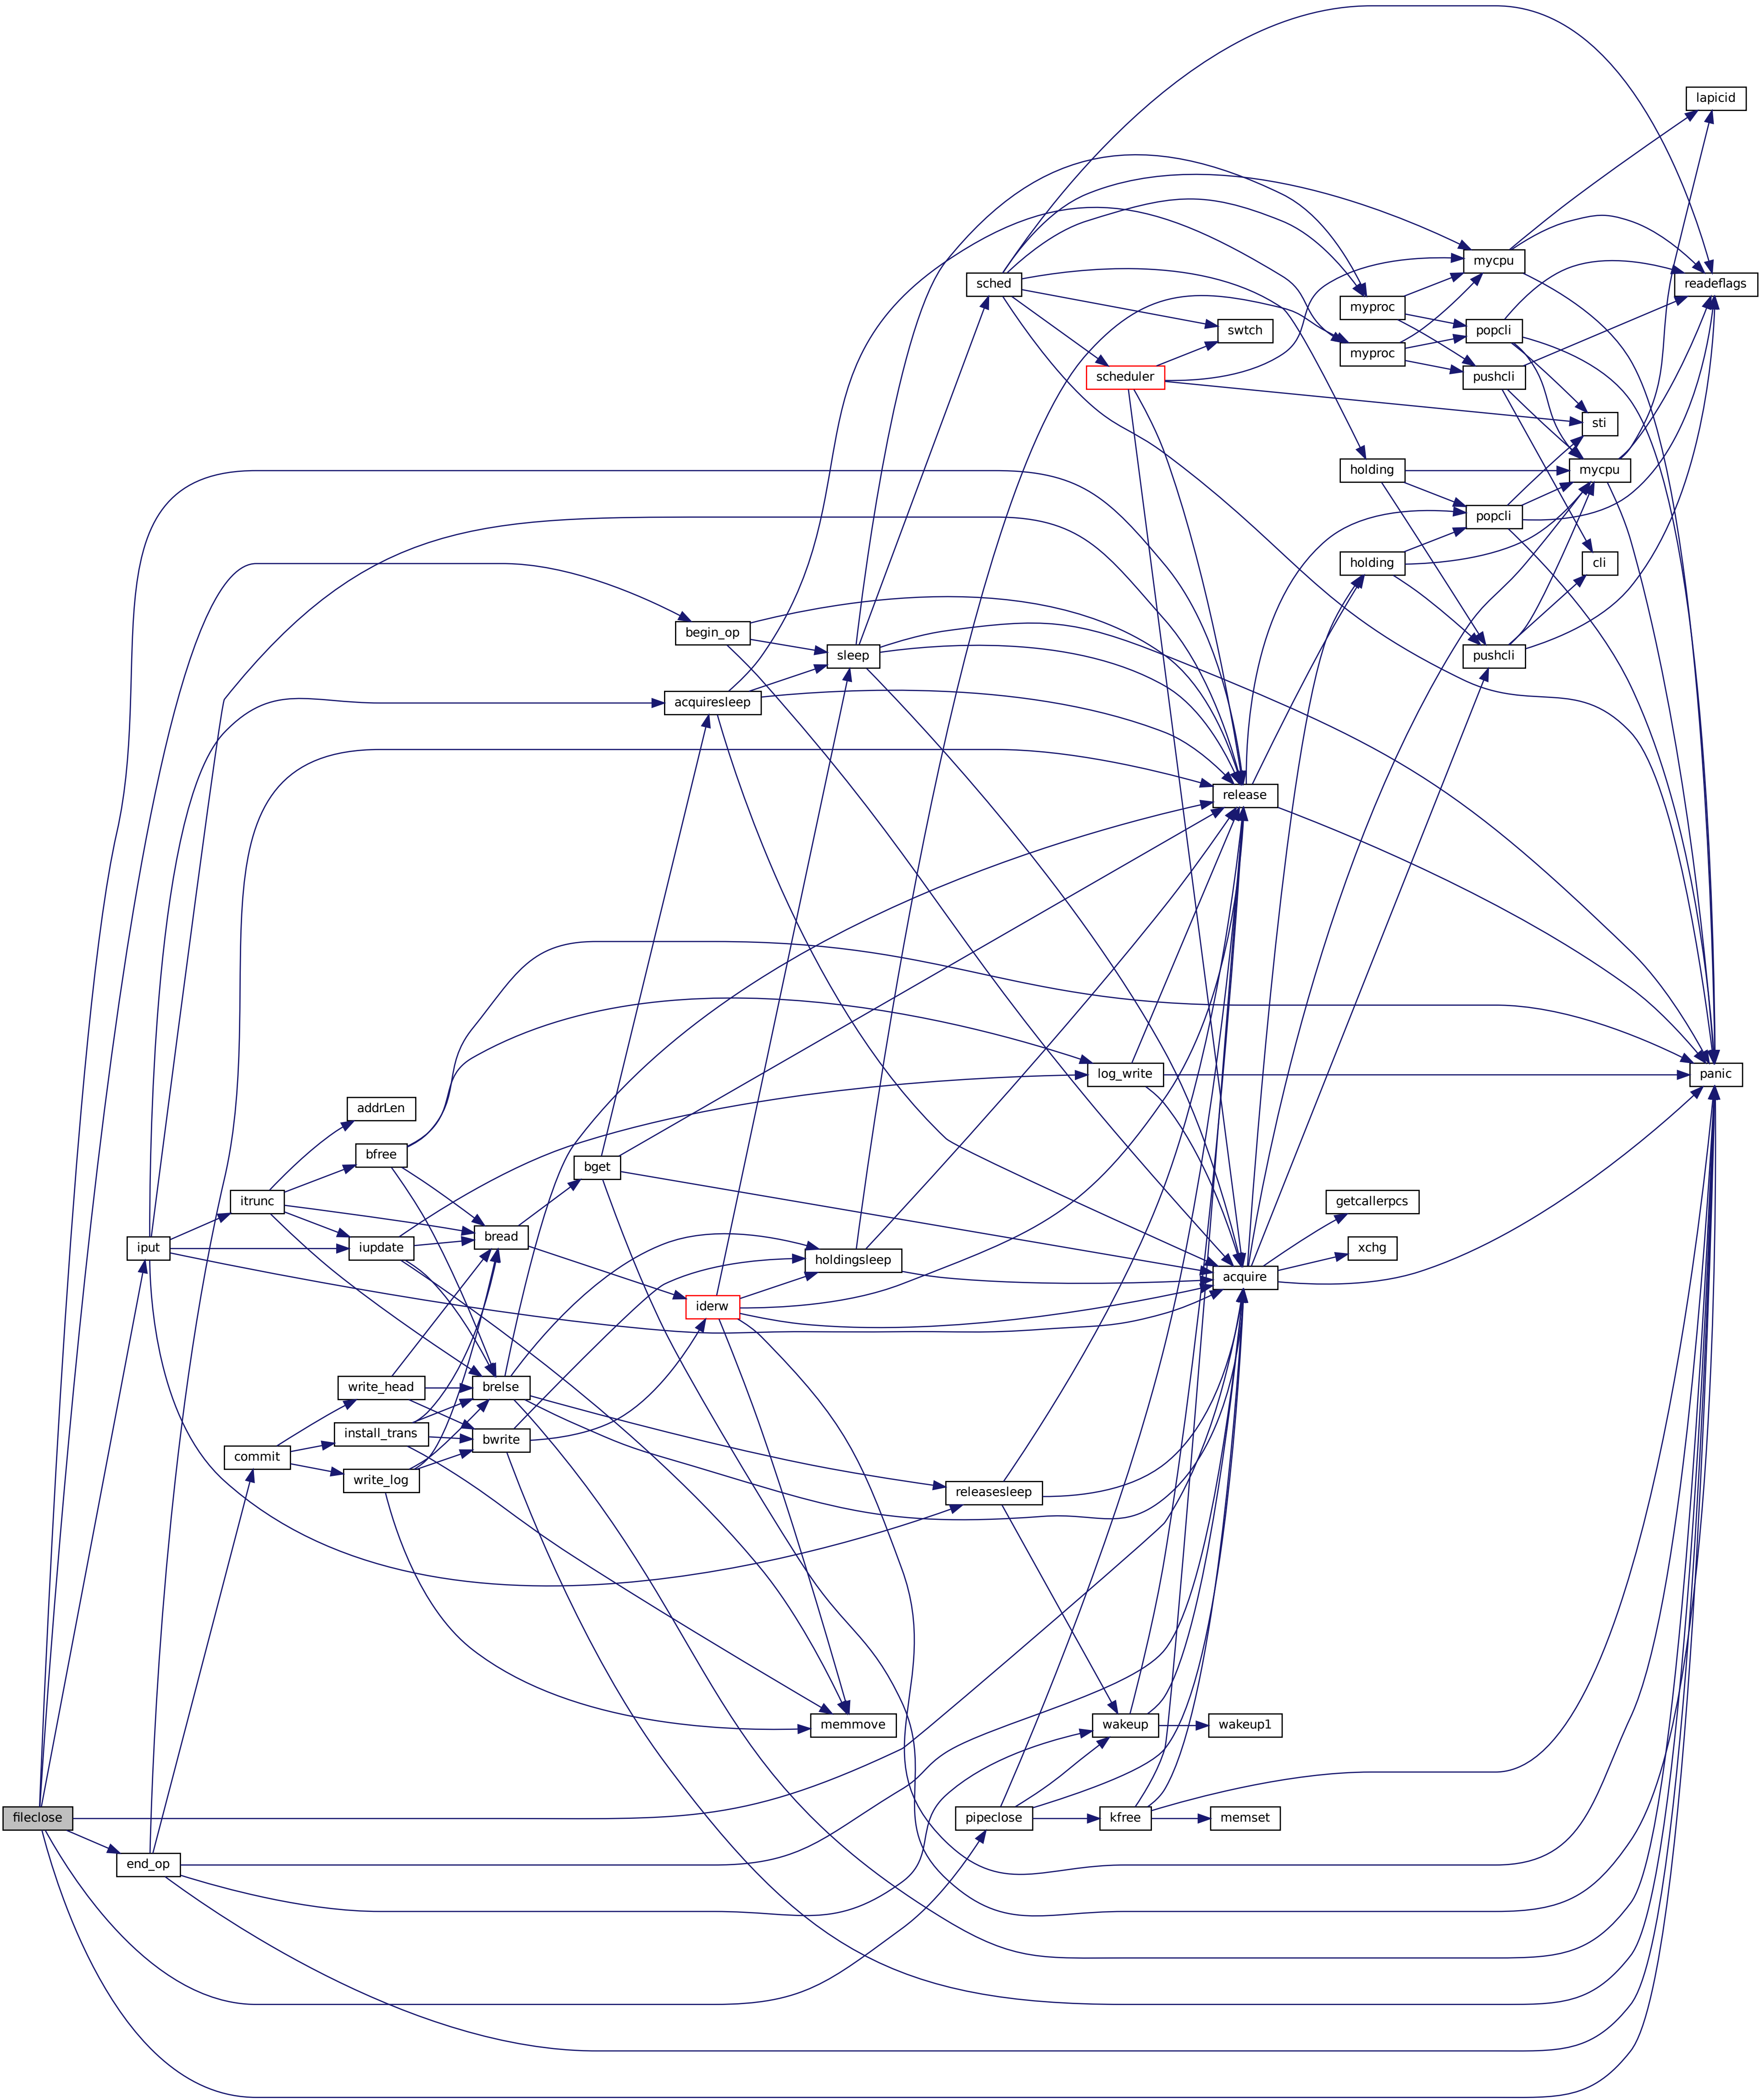 lapicid
mycpu
sched
readeflags
myproc
swtch
popcli
myproc
scheduler
pushcli
sti
holding
mycpu
popcli
holding
cli
begin_op
sleep
pushcli
acquiresleep
release
log_write
panic
addrLen
bfree
bget
itrunc
getcallerpcs
bread
iput
iupdate
xchg
holdingsleep
acquire
iderw
write_head
brelse
install_trans
bwrite
commit
write_log
releasesleep
memmove
wakeup
wakeup1
fileclose
pipeclose
kfree
memset
end_op